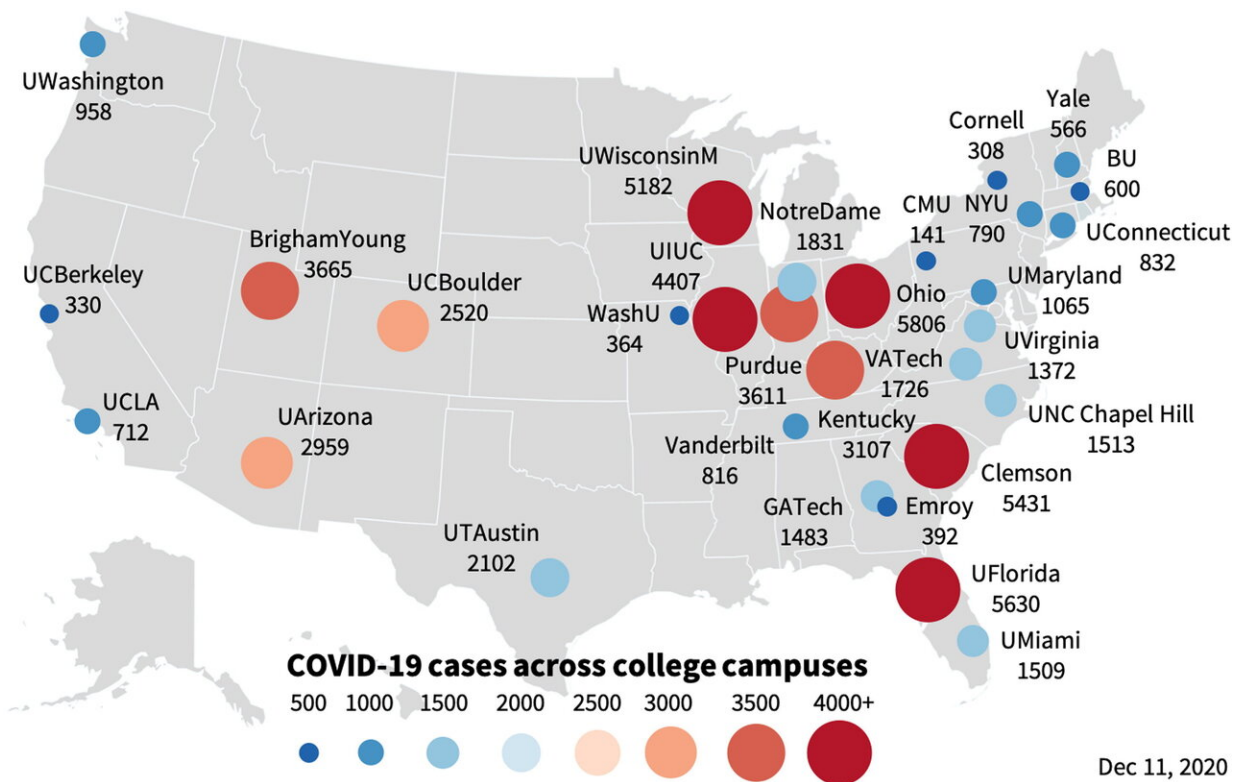 UWashington
958
UCBerkeley
330
UCLA
712
BrighamYoung
3665
UArizona
2959
UCBoulder
2520
UTAustin
2102
UWisconsinM
5182
UIUC
4407
WashU
364
NotreDame
1831
Purdue
3611
Ohio
5806
VATech
1726
Kentucky
3107
Vanderbilt
816
GATech
1483
Emroy
392
Cornell
308
Yale
566
BU
600
CMU
141
NYU
790
UConnecticut
832
UMaryland
1065
UVirginia
1372
UNC Chapel Hill
1513
Clemson
5431
UFlorida
5630
UMiami
1509
COVID-19 cases across college campuses
500 1000 1500 2000 2500 3000 3500 4000+
Dec 11, 2020